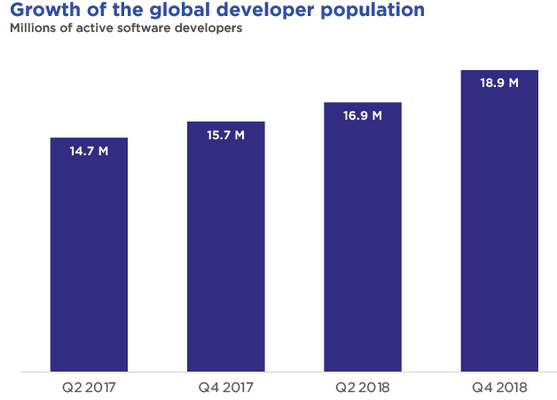 Growth of the global developer population
Millions of active software developers
14.7 M
15.7 M
16.9 M
18.9 M
Q2 2017
Q4 2017
Q2 2018
Q4 2018